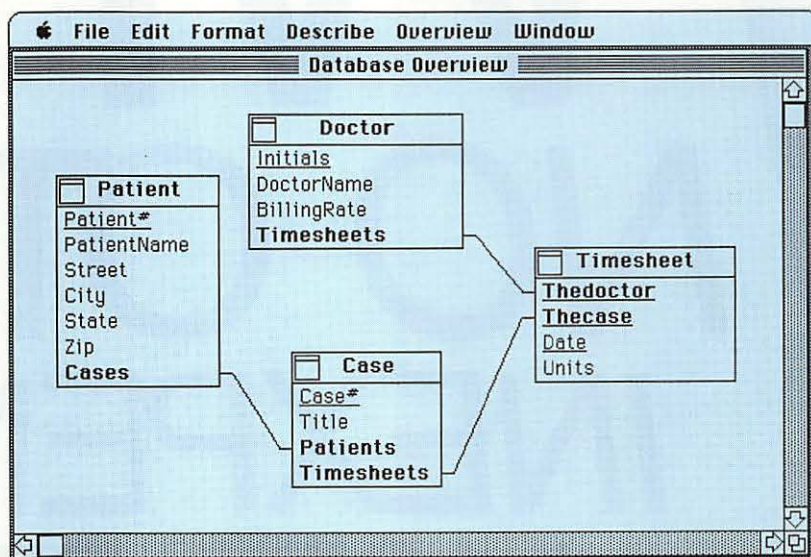 File Edit Format Describe Overview Window
Database Overview
Patient
Patient#
PatientName
Street
City
State
Zip
Cases
Doctor
Initials
DoctorName
BillingRate
Timesheets
Case
Case#
Title
Patients
Timesheets
Timesheet
Thedoctor
Thecase
Date
Units